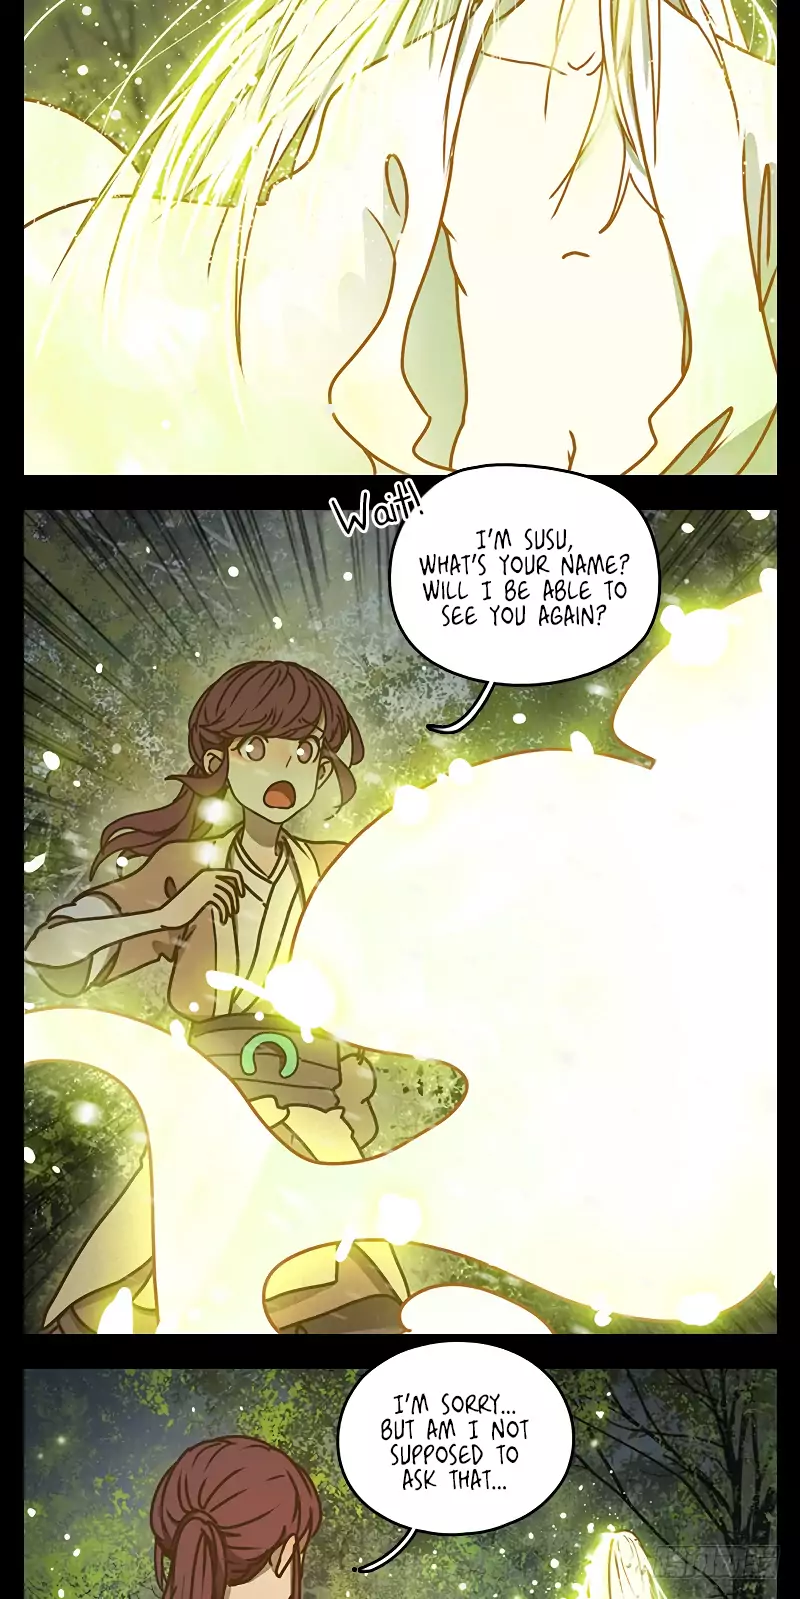 Wait!
I'M SUSU,
WHAT'S YOUR NAME?
WILL I BE ABLE TO
SEE YOU AGAIN?
I'M SORRY...
BUT AM I NOT
SUPPOSED TO
ASK THAT...